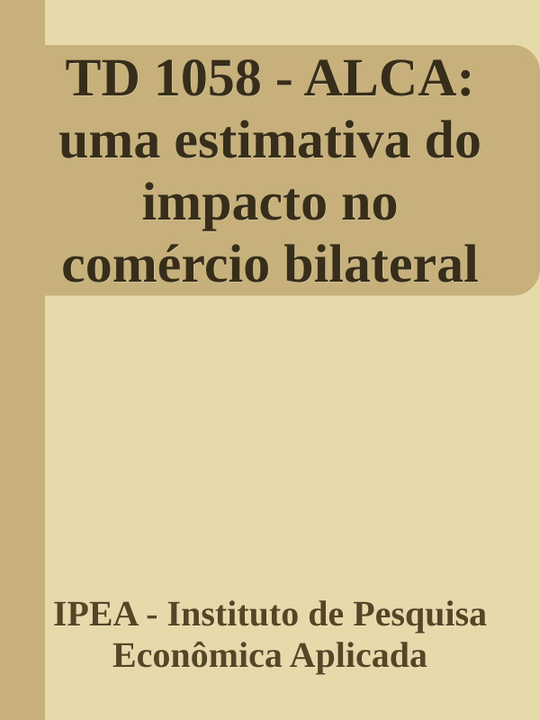 TD 1058 - ALCA:
uma estimativa do
impacto no
comércio bilateral
IPEA - Instituto de Pesquisa
Econômica Aplicada